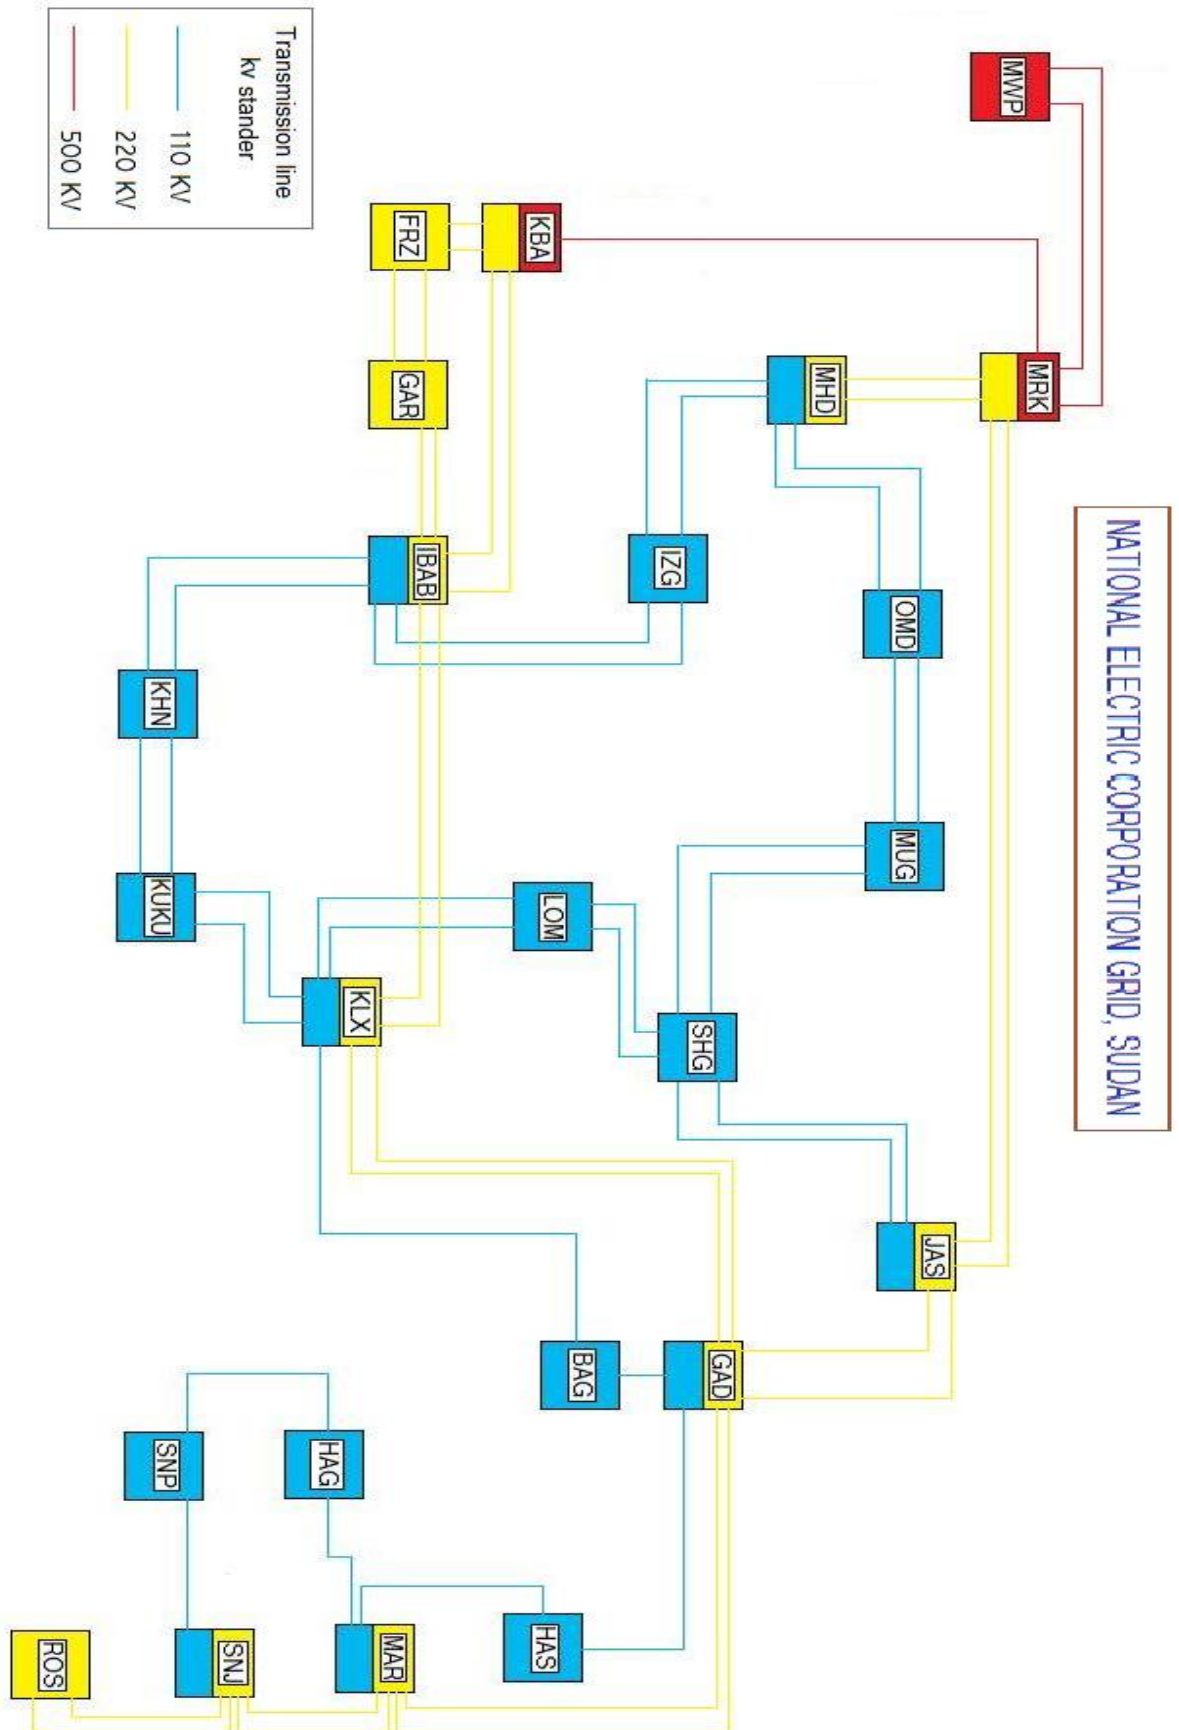 NATIONAL ELECTRIC CORPORATION GRID, SUDAN
MWP
MRK
KBA
FRZ
MHD
GAR
IZG
IBAB
OMD
KHN
MUG
KUKU
LOM
KLX
SHG
JAS
GAD
BAG
HAG
SNP
HAS
MAR
SNJ
ROS
Transmission line
kv stander
110 KV
220 KV
500 KV